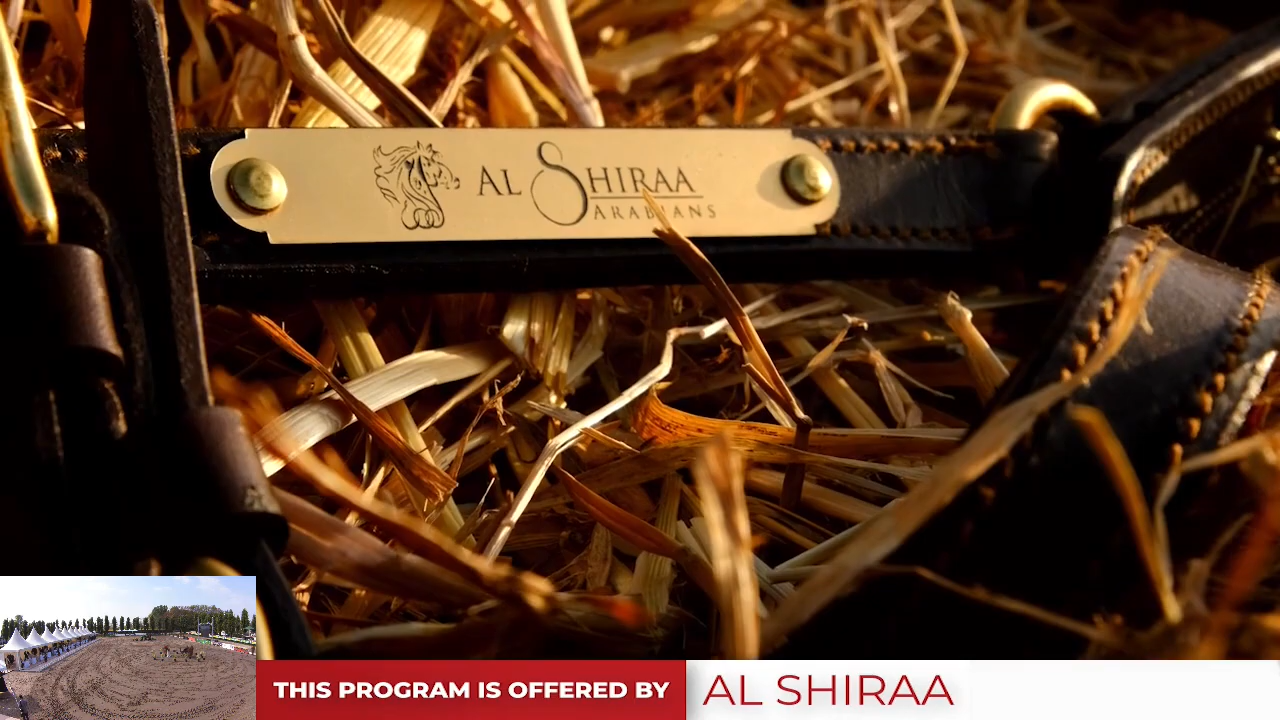 AL SHIRAA
ARABIANS
THIS PROGRAM IS OFFERED BY
AL SHIRAA